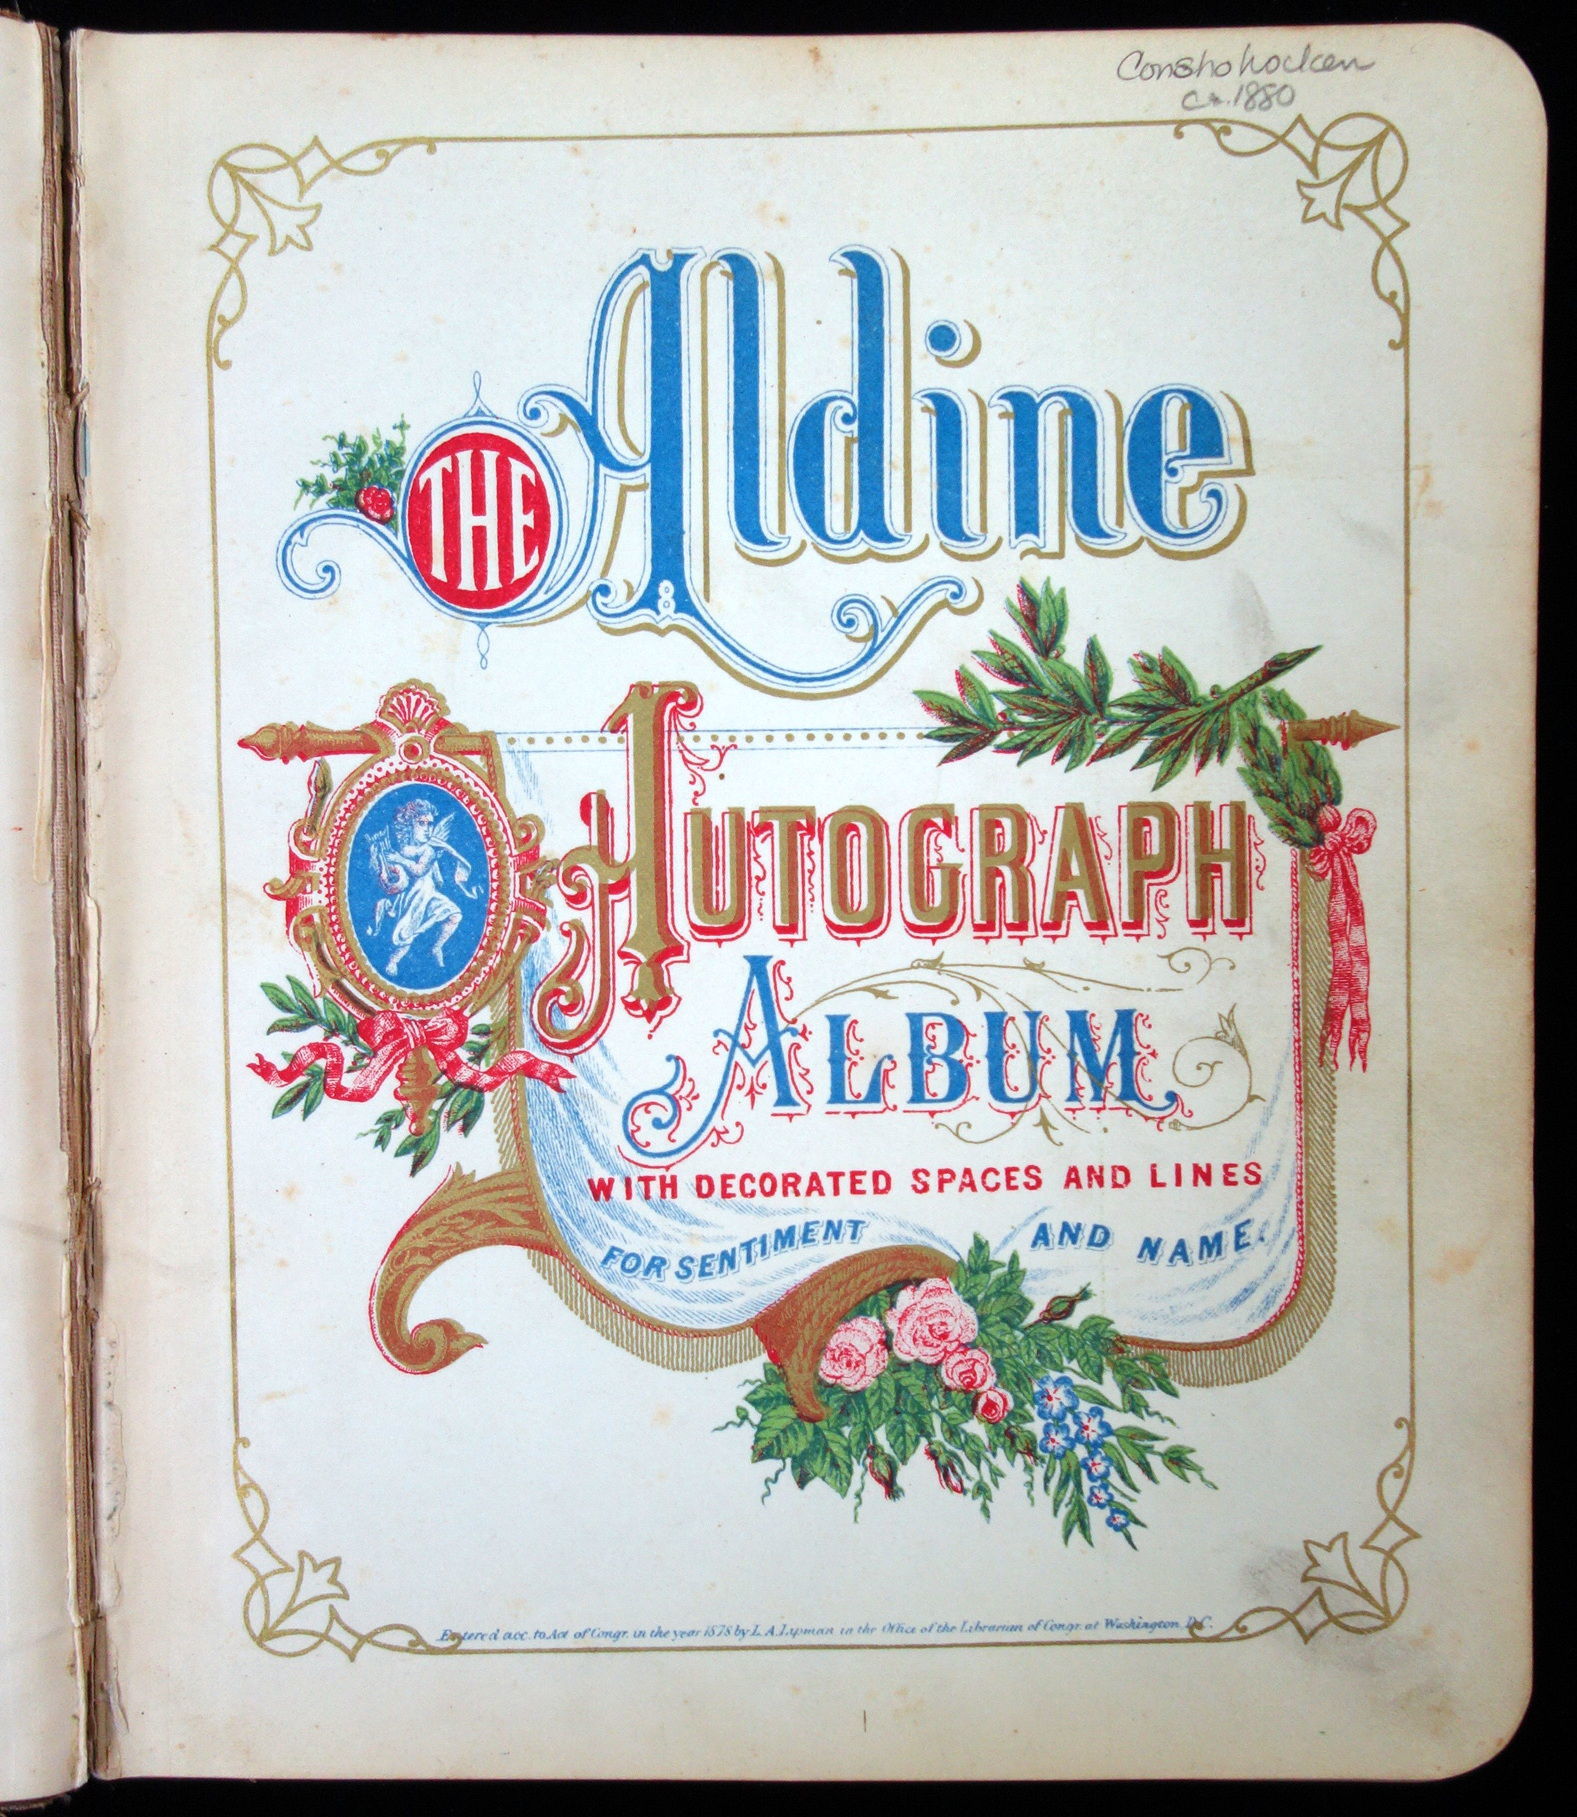 Conshohocken
ca. 1880
THE Aldine
AUTOGRAPH
ALBUM
WITH DECORATED SPACES AND LINES
FOR SENTIMENT AND NAME.
Entered acc. to Act of Congr. in the year 1878 by L. A. Lipman in the Office of the Librarian of Congr. at Washington D.C.